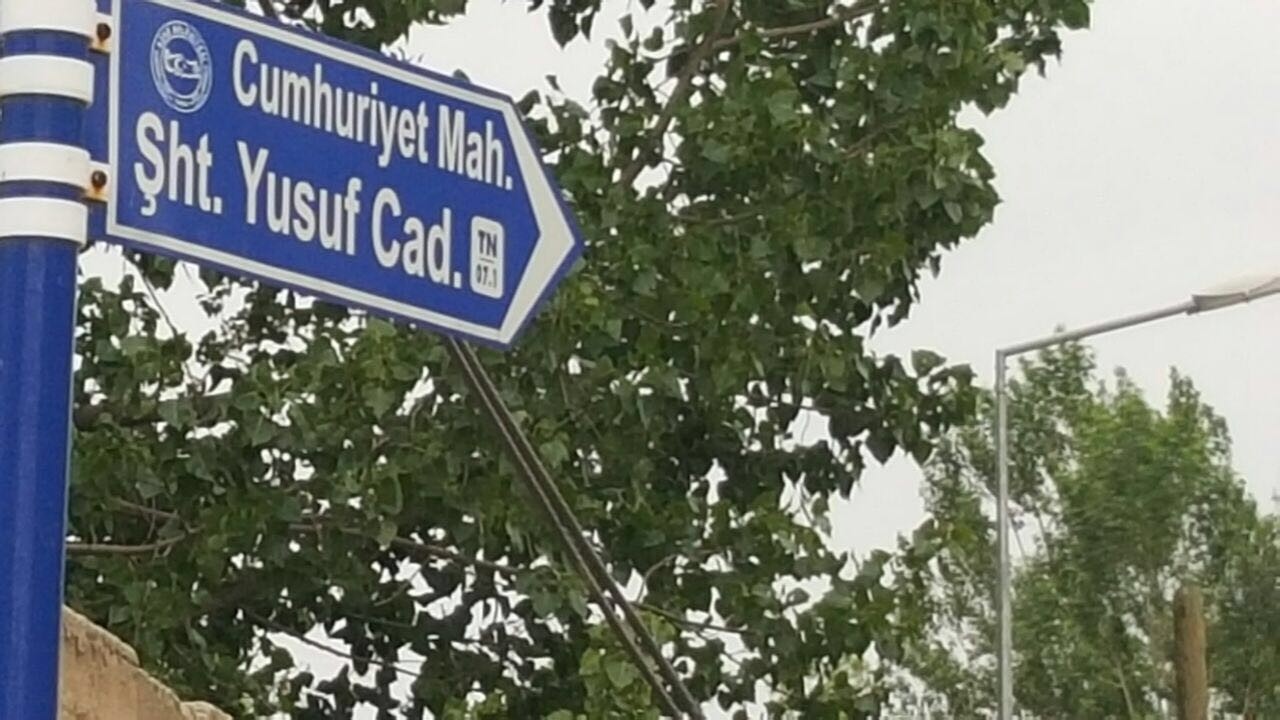 Cumhuriyet Mah.
Şht. Yusuf Cad.
TN
07.1